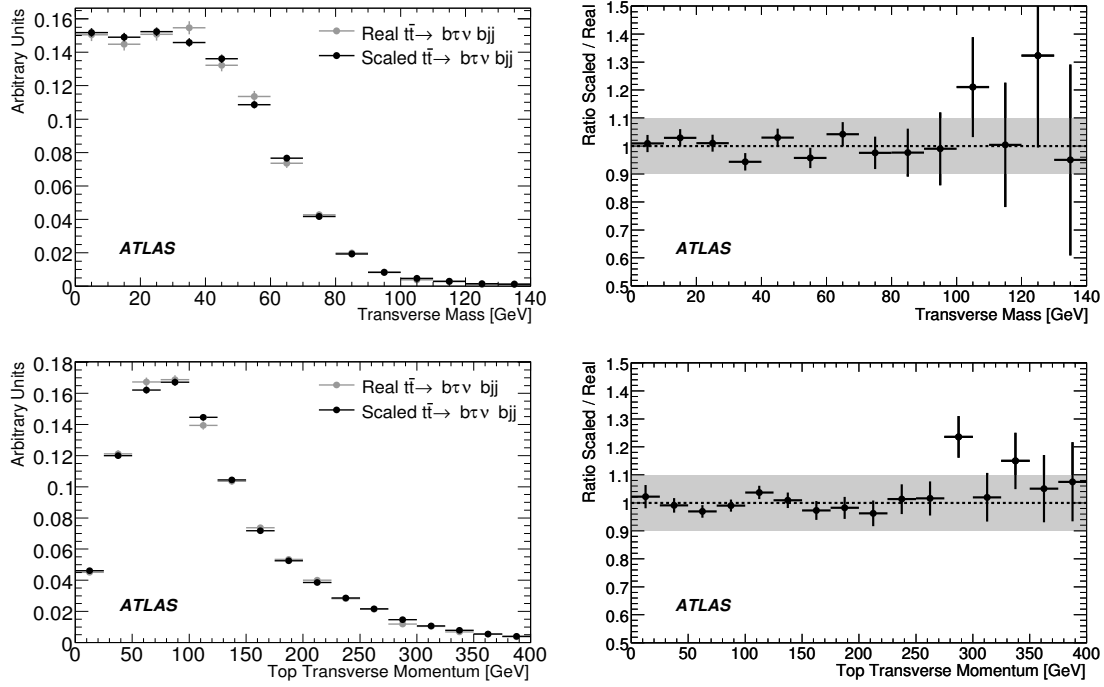 Arbitrary Units
0.16
0.14
0.12
0.1
0.08
0.06
0.04
0.02
0
Real tt̄→ bτν bjj
Scaled tt̄→ bτν bjj
ATLAS
0 20 40 60 80 100 120 140
Transverse Mass [GeV]
Ratio Scaled / Real
1.5
1.4
1.3
1.2
1.1
1
0.9
0.8
0.7
0.6
0.5
ATLAS
0 20 40 60 80 100 120 140
Transverse Mass [GeV]
Arbitrary Units
0.18
0.16
0.14
0.12
0.1
0.08
0.06
0.04
0.02
0
Real tt̄→ bτν bjj
Scaled tt̄→ bτν bjj
ATLAS
0 50 100 150 200 250 300 350 400
Top Transverse Momentum [GeV]
Ratio Scaled / Real
1.5
1.4
1.3
1.2
1.1
1
0.9
0.8
0.7
0.6
0.5
ATLAS
0 50 100 150 200 250 300 350 400
Top Transverse Momentum [GeV]